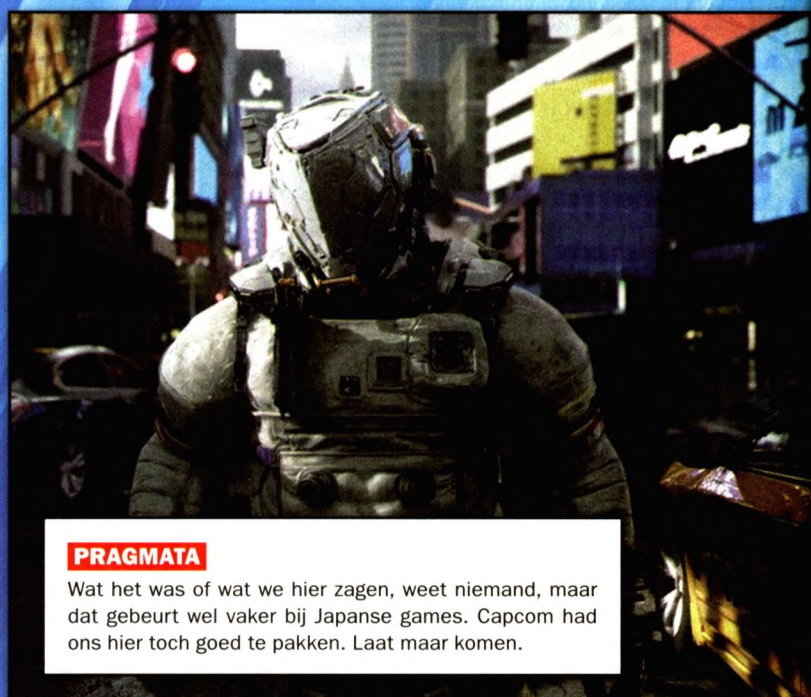 PRAGMATA
Wat het was of wat we hier zagen, weet niemand, maar
dat gebeurt wel vaker bij Japanse games. Capcom had
ons hier toch goed te pakken. Laat maar komen.